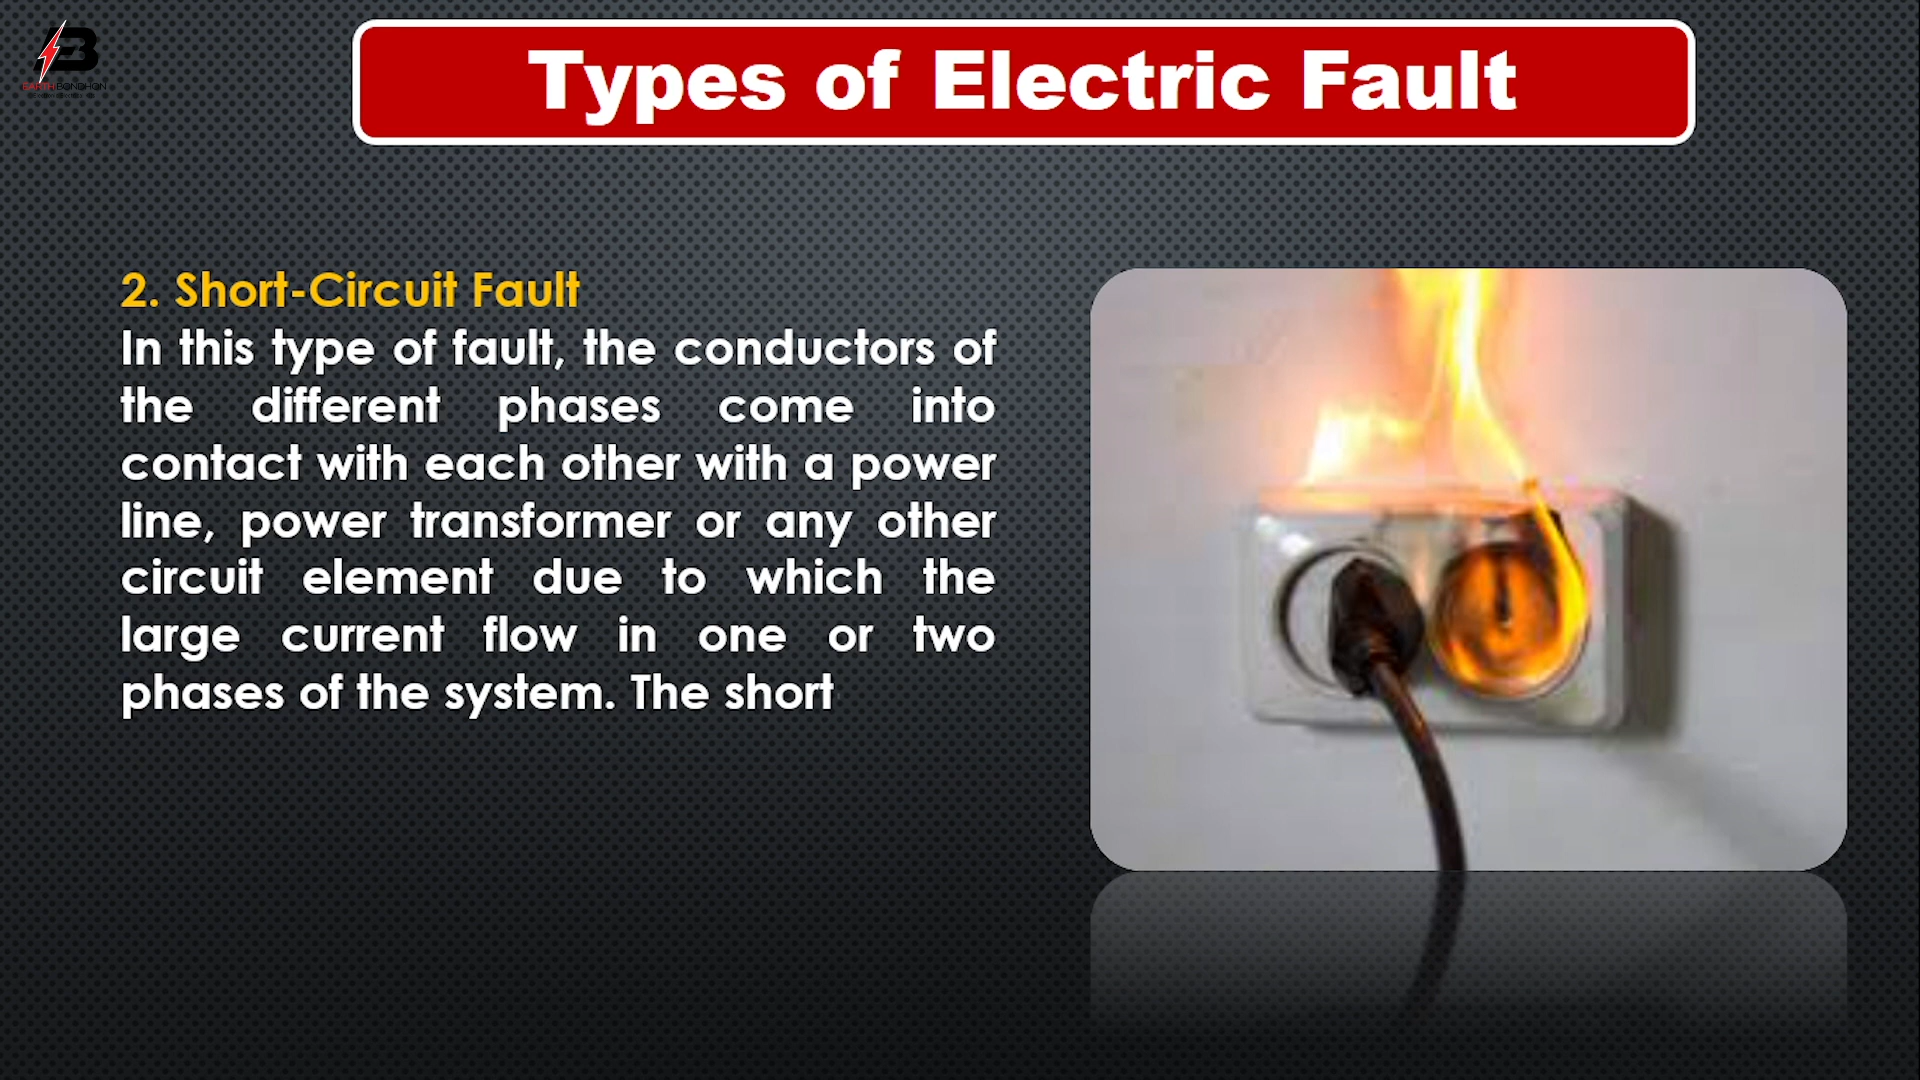 EARTH BONDHON
Types of Electric Fault
2. Short-Circuit Fault
In this type of fault, the conductors of
the different phases come into
contact with each other with a power
line, power transformer or any other
circuit element due to which the
large current flow in one or two
phases of the system. The short